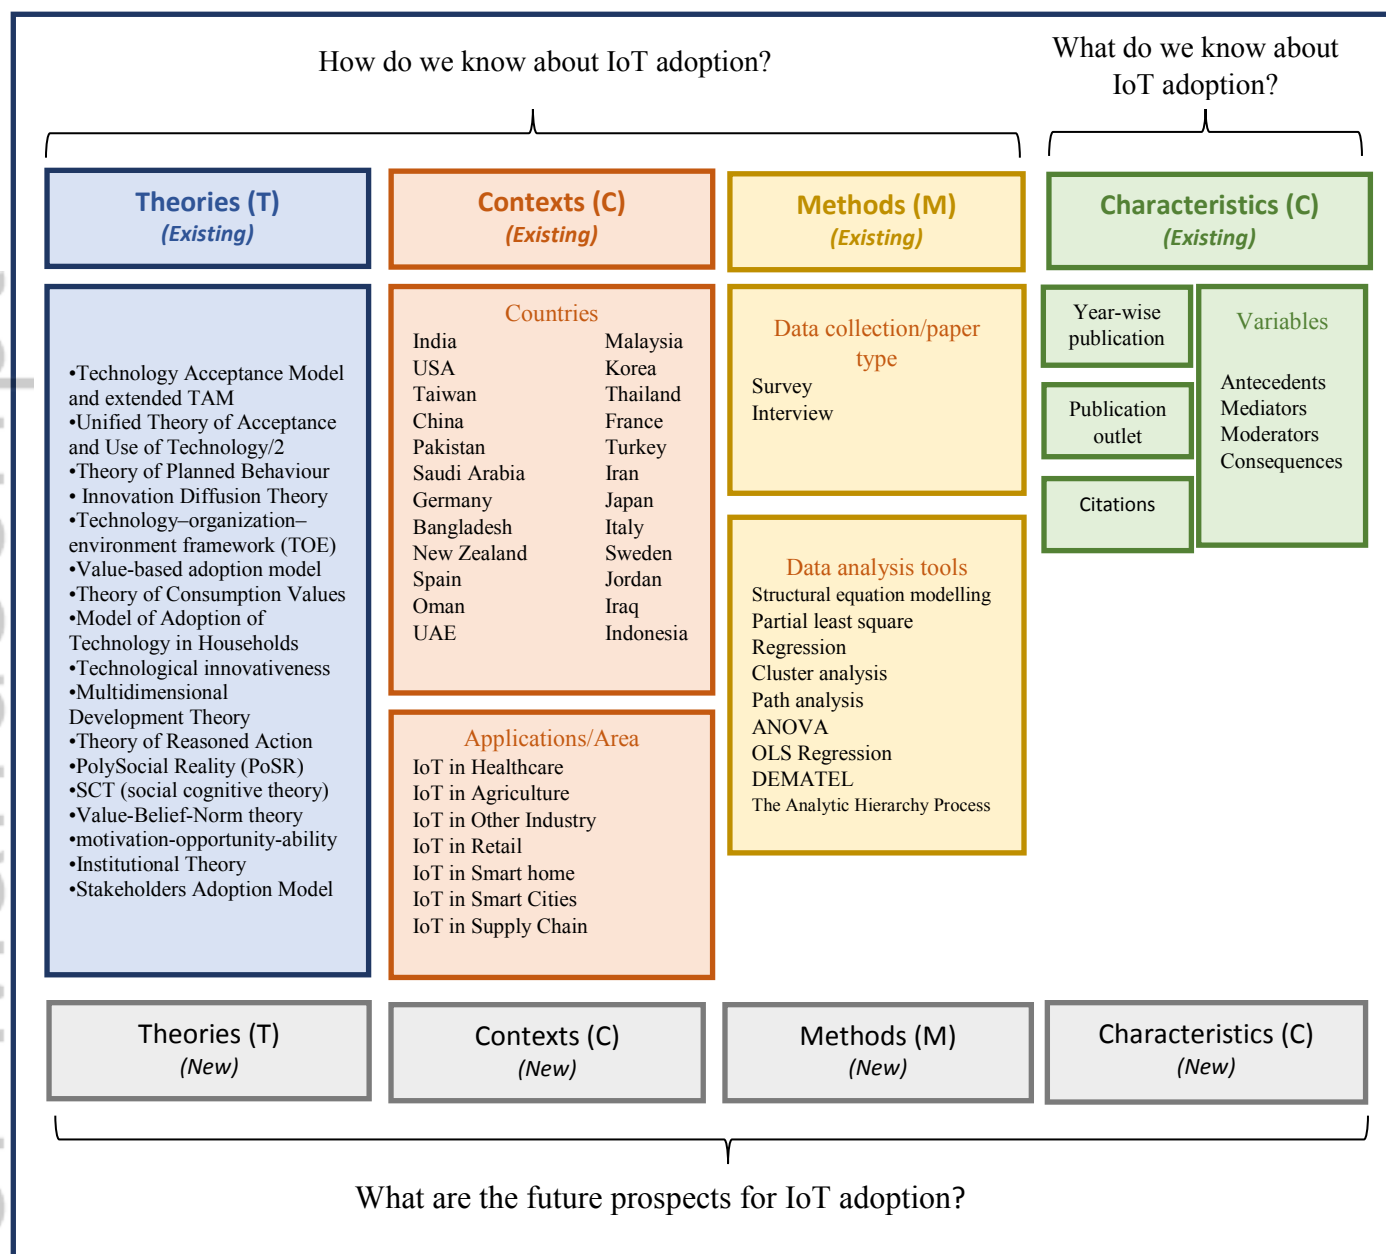 How do we know about IoT adoption?
What do we know about
IoT adoption?
Theories (T)
(Existing)
Contexts (C)
(Existing)
Methods (M)
(Existing)
Characteristics (C)
(Existing)
•Technology Acceptance Model
and extended TAM
•Unified Theory of Acceptance
and Use of Technology/2
•Theory of Planned Behaviour
• Innovation Diffusion Theory
•Technology–organization–
environment framework (TOE)
•Value-based adoption model
•Theory of Consumption Values
•Model of Adoption of
Technology in Households
•Technological innovativeness
•Multidimensional
Development Theory
•Theory of Reasoned Action
•PolySocial Reality (PoSR)
•SCT (social cognitive theory)
•Value-Belief-Norm theory
•motivation-opportunity-ability
•Institutional Theory
•Stakeholders Adoption Model
Countries
India
USA
Taiwan
China
Pakistan
Saudi Arabia
Germany
Bangladesh
New Zealand
Spain
Oman
UAE
Malaysia
Korea
Thailand
France
Turkey
Iran
Japan
Italy
Sweden
Jordan
Iraq
Indonesia
Applications/Area
IoT in Healthcare
IoT in Agriculture
IoT in Other Industry
IoT in Retail
IoT in Smart home
IoT in Smart Cities
IoT in Supply Chain
Data collection/paper
type
Survey
Interview
Data analysis tools
Structural equation modelling
Partial least square
Regression
Cluster analysis
Path analysis
ANOVA
OLS Regression
DEMATEL
The Analytic Hierarchy Process
Year-wise
publication
Publication
outlet
Citations
Variables
Antecedents
Mediators
Moderators
Consequences
Theories (T)
(New)
Contexts (C)
(New)
Methods (M)
(New)
Characteristics (C)
(New)
What are the future prospects for IoT adoption?